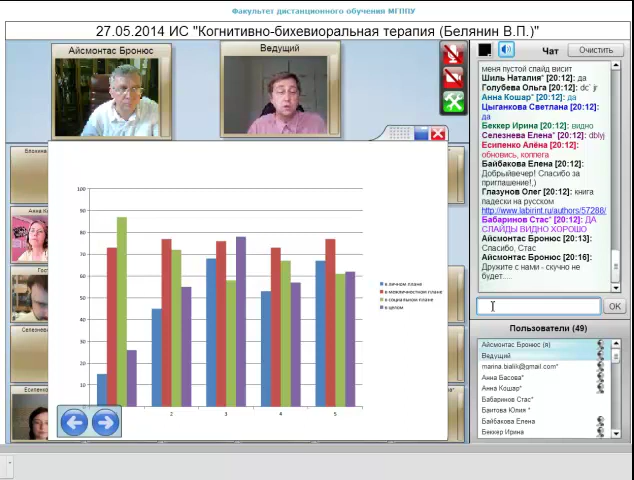 Факультет дистанционного обучения МГППУ
27.05.2014 ИС "Когнитивно-бихевиоральная терапия (Белянин В.П.)"
Айсмонтас Бронюс
Ведущий
Чат
Очистить
меня пустой слайд висит
Шиль Наталия* [20:12]: да
Голубева Ольга [20:12]: dc` jr
Анна Кошар* [20:12]: да
Цыганкова Светлана [20:12]:
да
Беккер Ирина [20:12]: видно
Селезнева Елена* [20:12]: dblyj
Есипенко Алёна [20:12]:
обновись, коллега
Байбакова Елена [20:12]:
Добрыйвечер! Спасибо за
приглашение!,)
Глазунов Олег [20:12]: книга
падески на русском
http://www.labirint.ru/authors/57288/
Бабаринов Стас* [20:12]: ДА
СЛАЙДЫ ВИДНО ХОРОШО
Айсмонтас Бронюс [20:13]:
Спасибо, Стас
Айсмонтас Бронюс [20:16]:
Дружите с нами - скучно не
будет....
OK
Пользователи (49)
Айсмонтас Бронюс (я)
Ведущий
marina.bialik@gmail.com*
Анна Басова*
Анна Кошар*
Бабаринов Стас*
Баитова Юлия *
Байбакова Елена
Беккер Ирина
100
90
80
70
60
50
40
30
20
10
2
3
4
5
в личном плане
в межличностном плане
в социальном плане
в целом